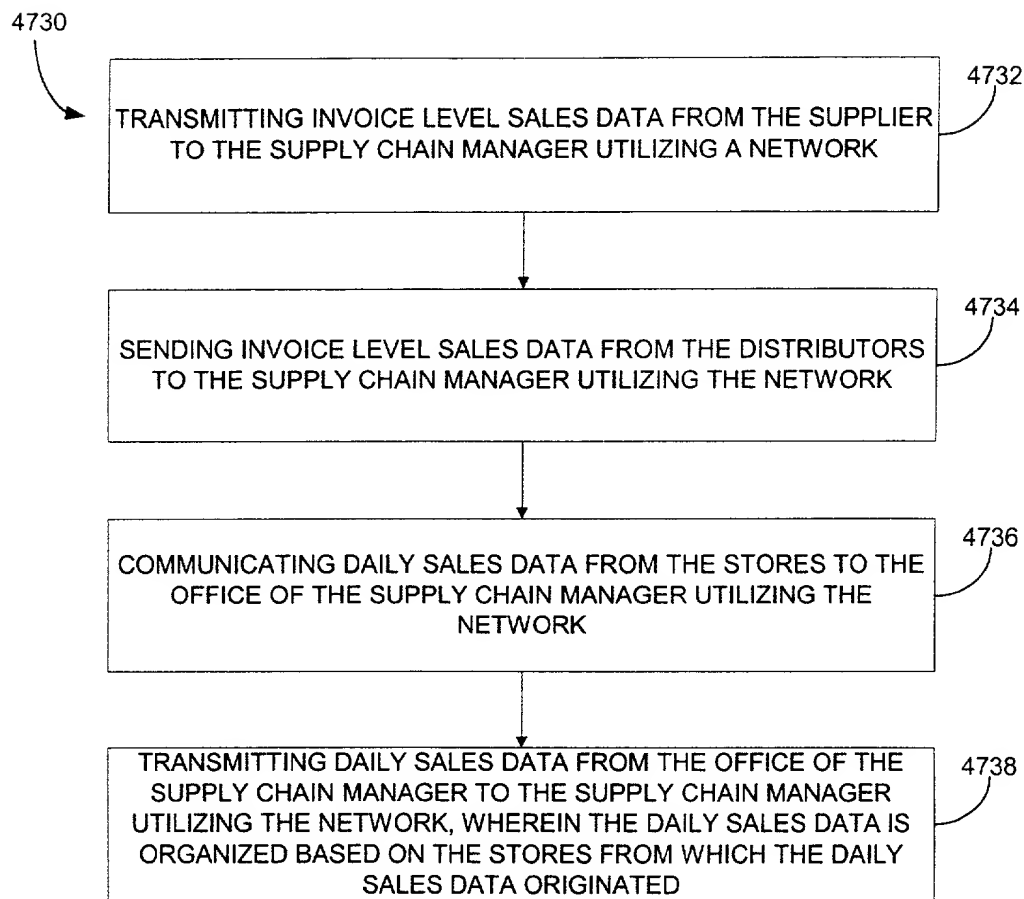 4730
TRANSMITTING INVOICE LEVEL SALES DATA FROM THE SUPPLIER
TO THE SUPPLY CHAIN MANAGER UTILIZING A NETWORK
4732
SENDING INVOICE LEVEL SALES DATA FROM THE DISTRIBUTORS
TO THE SUPPLY CHAIN MANAGER UTILIZING THE NETWORK
4734
COMMUNICATING DAILY SALES DATA FROM THE STORES TO THE
OFFICE OF THE SUPPLY CHAIN MANAGER UTILIZING THE
NETWORK
4736
TRANSMITTING DAILY SALES DATA FROM THE OFFICE OF THE
SUPPLY CHAIN MANAGER TO THE SUPPLY CHAIN MANAGER
UTILIZING THE NETWORK, WHEREIN THE DAILY SALES DATA IS
ORGANIZED BASED ON THE STORES FROM WHICH THE DAILY
SALES DATA ORIGINATED
4738